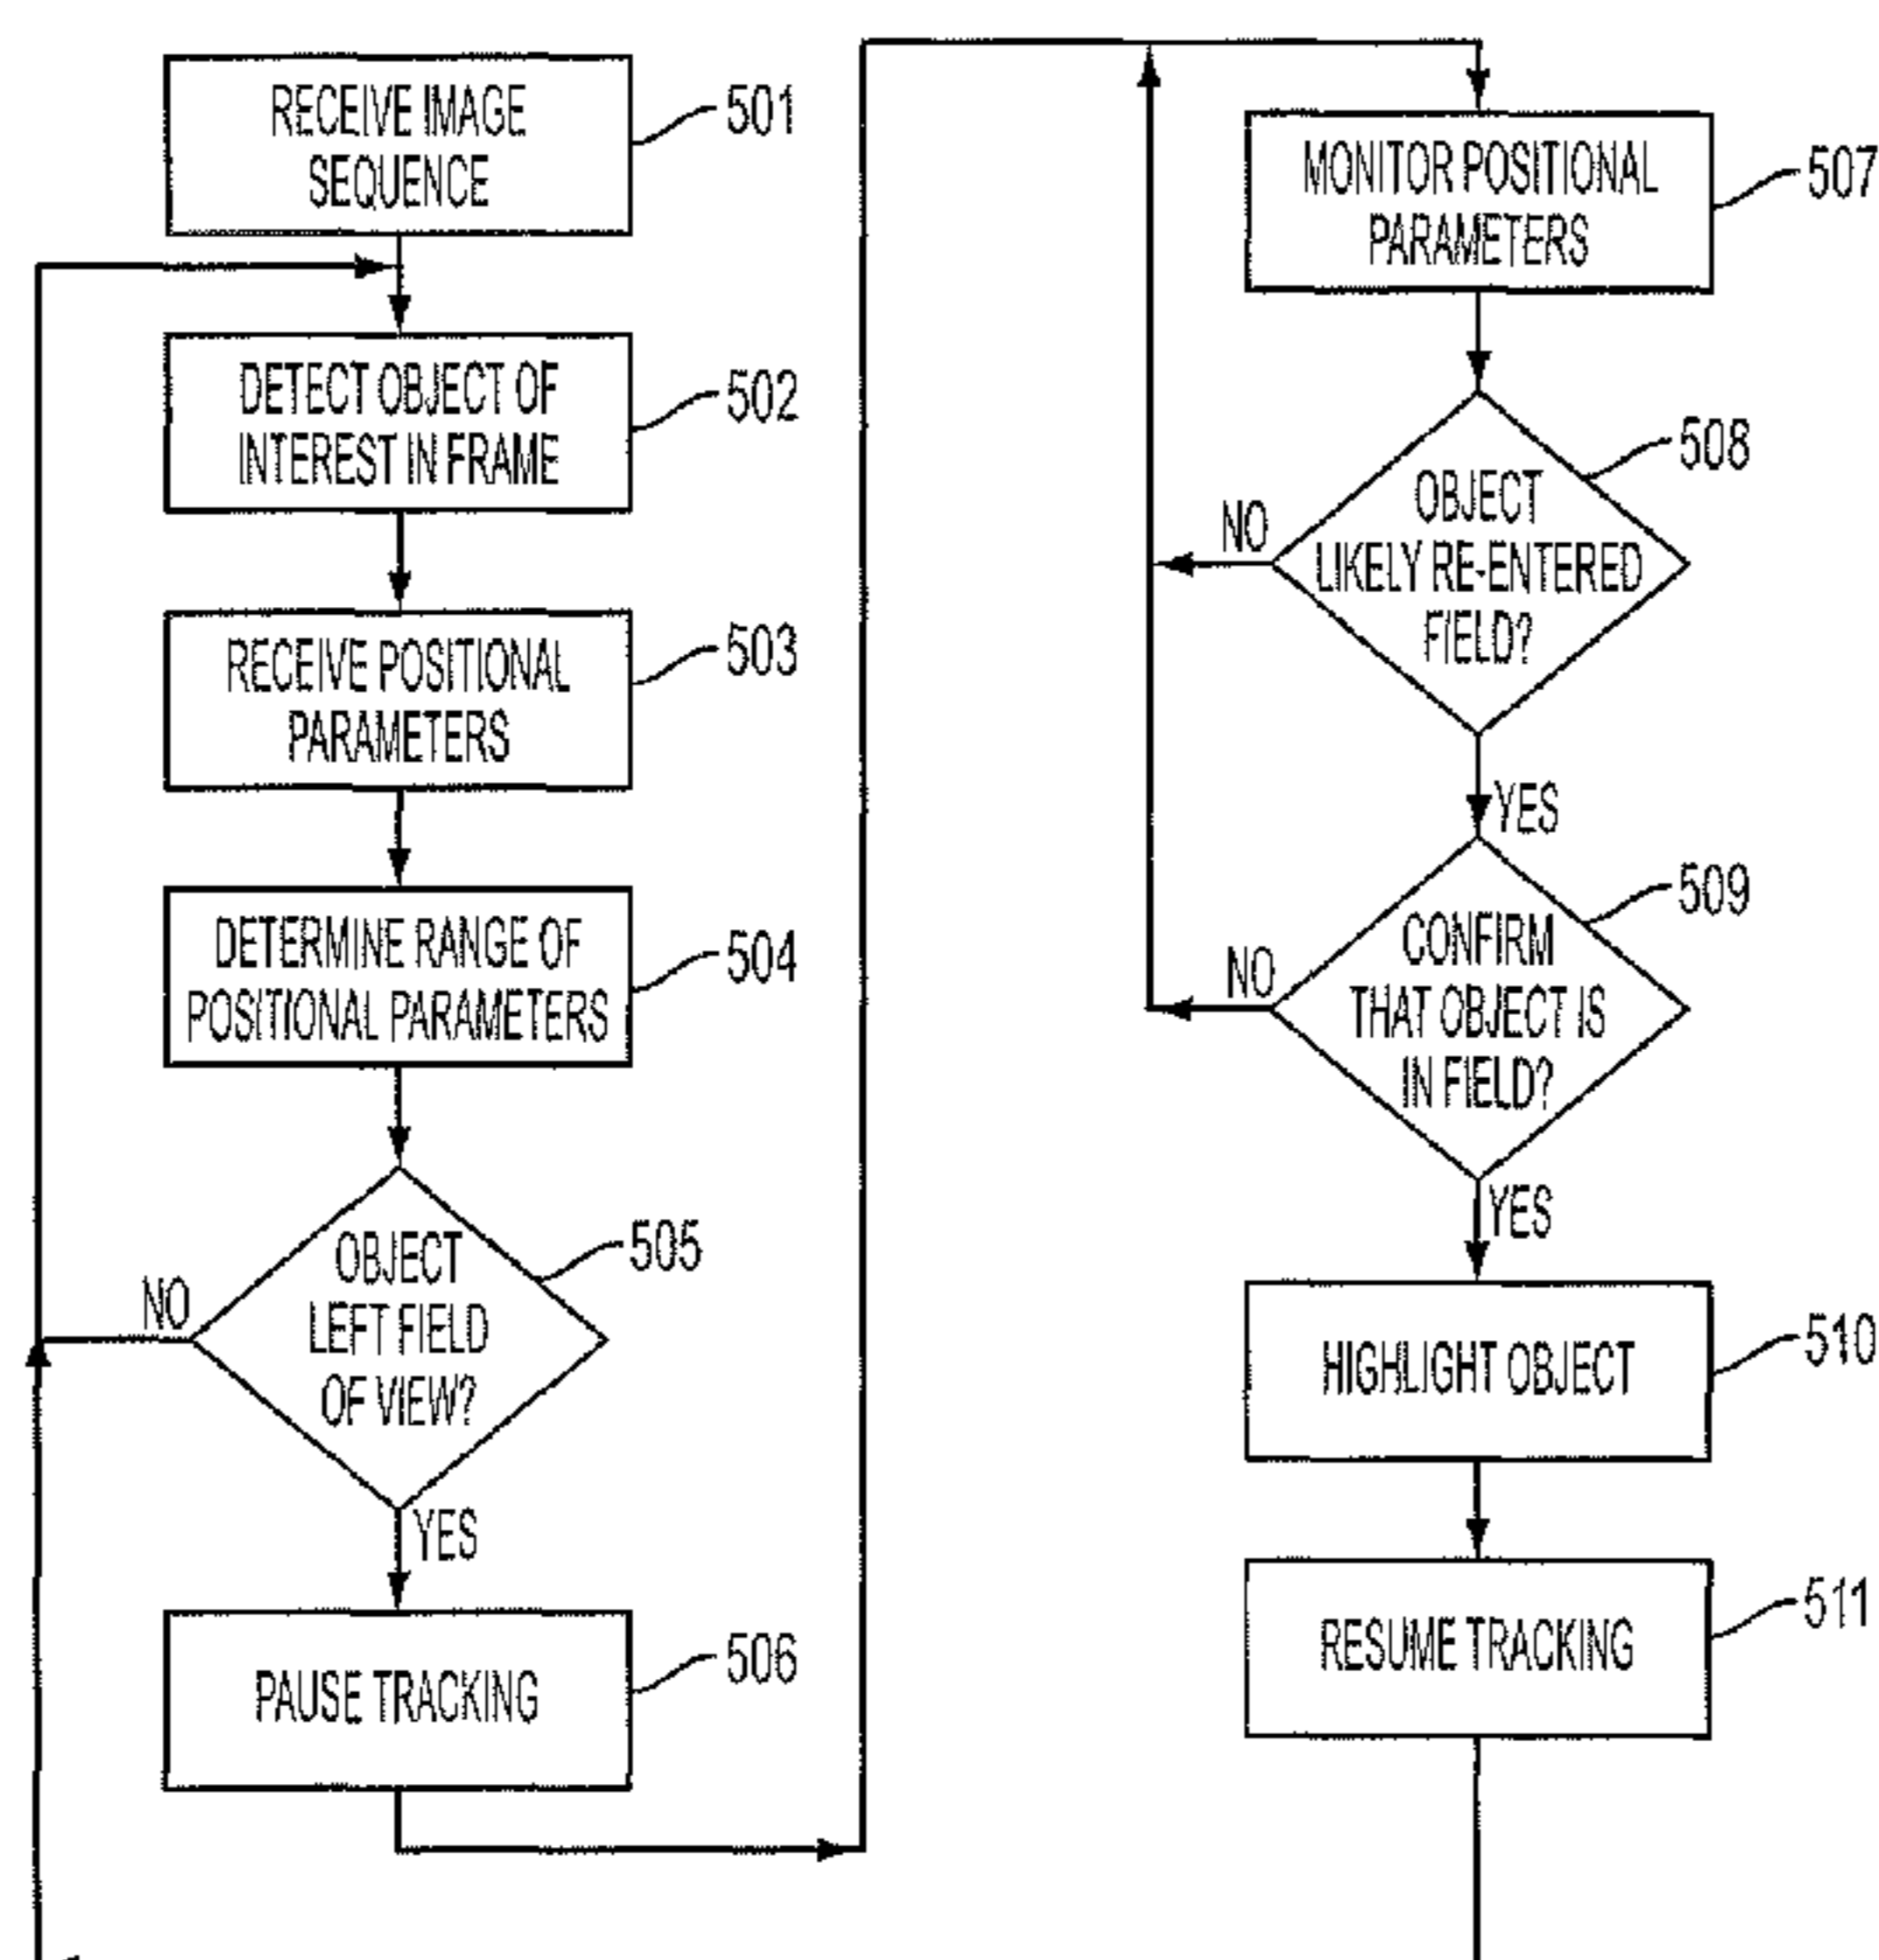 RECEIVE IMAGE
SEQUENCE
501
DETECT OBJECT OF
INTEREST IN FRAME
502
RECEIVE POSITIONAL
PARAMETERS
503
DETERMINE RANGE OF
POSITIONAL PARAMETERS
504
OBJECT
LEFT FIELD
OF VIEW?
505
NO
YES
PAUSE TRACKING
506
MONITOR POSITIONAL
PARAMETERS
507
OBJECT
LIKELY RE-ENTERED
FIELD?
508
NO
YES
CONFIRM
THAT OBJECT IS
IN FIELD?
509
NO
YES
HIGHLIGHT OBJECT
510
RESUME TRACKING
511